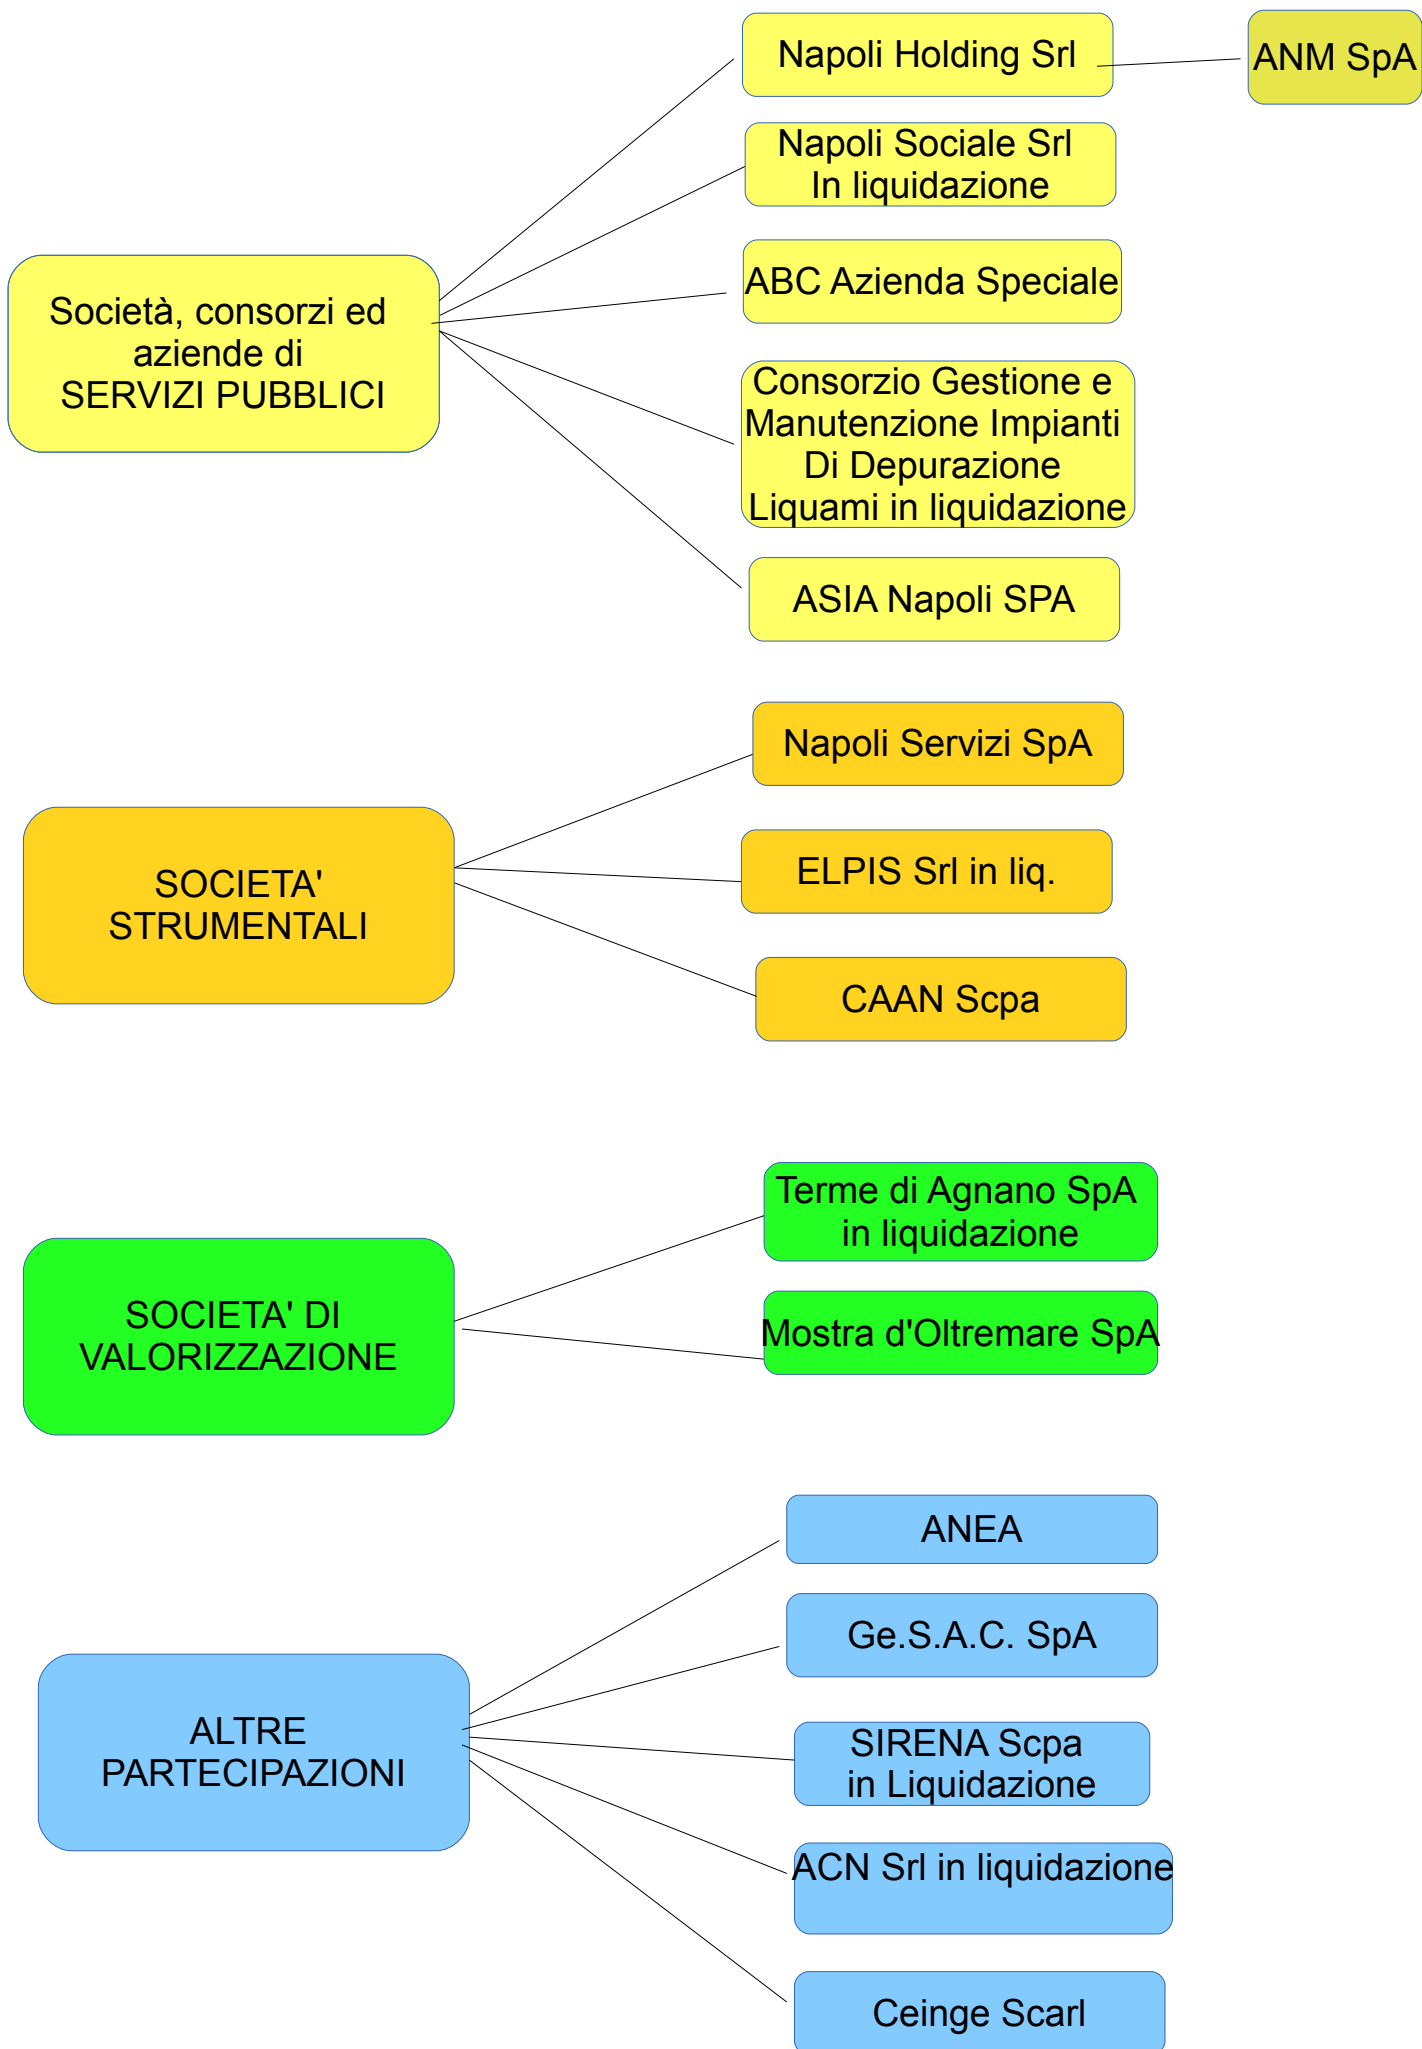 Napoli Holding Srl
ANM SpA
Napoli Sociale Srl
In liquidazione
Società, consorzi ed
aziende di
SERVIZI PUBBLICI
ABC Azienda Speciale
Consorzio Gestione e
Manutenzione Impianti
Di Depurazione
Liquami in liquidazione
ASIA Napoli SPA
SOCIETA'
STRUMENTALI
Napoli Servizi SpA
ELPIS Srl in liq.
CAAN Scpa
SOCIETA' DI
VALORIZZAZIONE
Terme di Agnano SpA
in liquidazione
Mostra d'Oltremare SpA
ALTRE
PARTECIPAZIONI
ANEA
Ge.S.A.C. SpA
SIRENA Scpa
in Liquidazione
ACN Srl in liquidazione
Ceinge Scarl